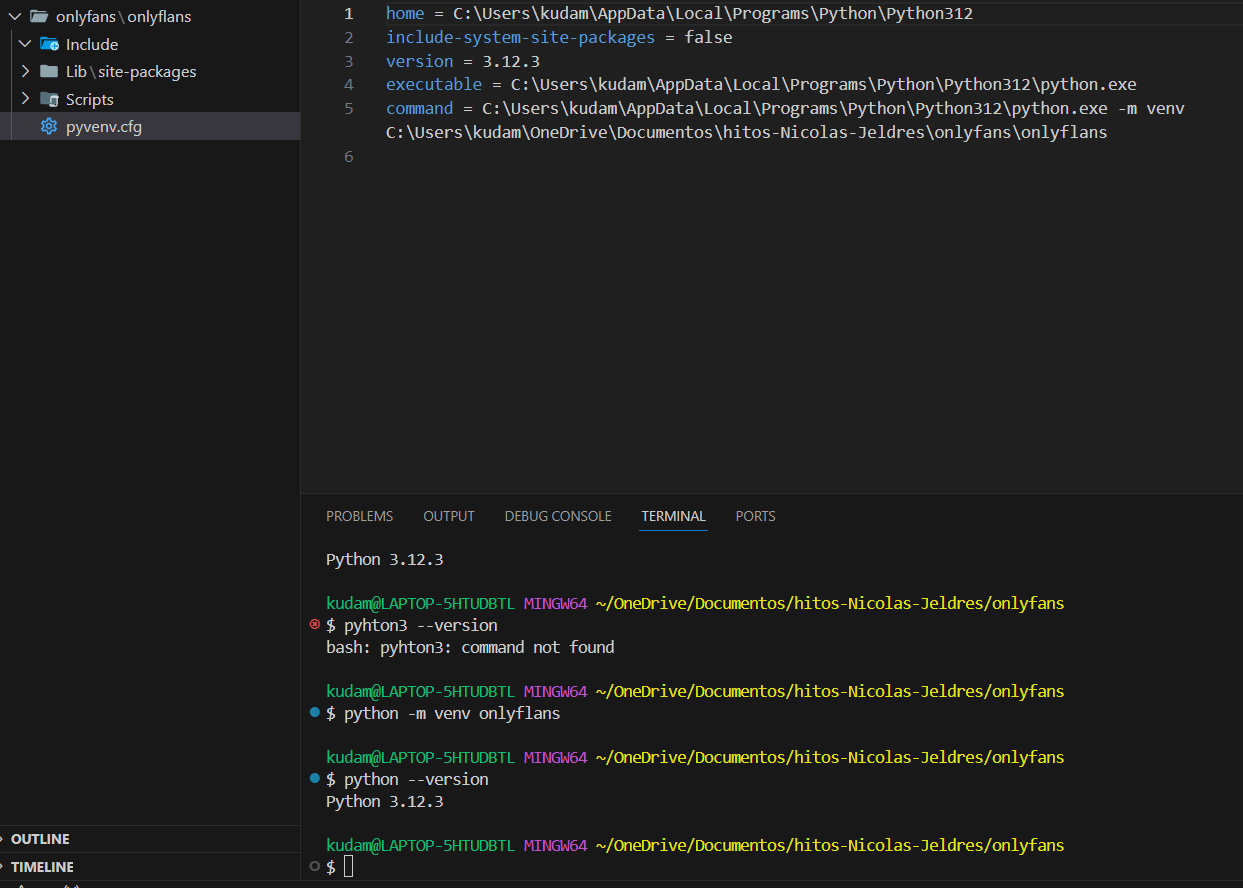 onlyfans\onlyflans
Include
Lib\site-packages
Scripts
pyvenv.cfg
OUTLINE
TIMELINE
1 home = C:\Users\kudam\AppData\Local\Programs\Python\Python312
2 include-system-site-packages = false
3 version = 3.12.3
4 executable = C:\Users\kudam\AppData\Local\Programs\Python\Python312\python.exe
5 command = C:\Users\kudam\AppData\Local\Programs\Python\Python312\python.exe -m venv
C:\Users\kudam\OneDrive\Documentos\hitos-Nicolas-Jeldres\onlyfans\onlyflans
6
PROBLEMS OUTPUT DEBUG CONSOLE TERMINAL PORTS
Python 3.12.3
kudam@LAPTOP-5HTUDBTL MINGW64 ~/OneDrive/Documentos/hitos-Nicolas-Jeldres/onlyfans
$ pyhton3 --version
bash: pyhton3: command not found
kudam@LAPTOP-5HTUDBTL MINGW64 ~/OneDrive/Documentos/hitos-Nicolas-Jeldres/onlyfans
$ python -m venv onlyflans
kudam@LAPTOP-5HTUDBTL MINGW64 ~/OneDrive/Documentos/hitos-Nicolas-Jeldres/onlyfans
$ python --version
Python 3.12.3
kudam@LAPTOP-5HTUDBTL MINGW64 ~/OneDrive/Documentos/hitos-Nicolas-Jeldres/onlyfans
$